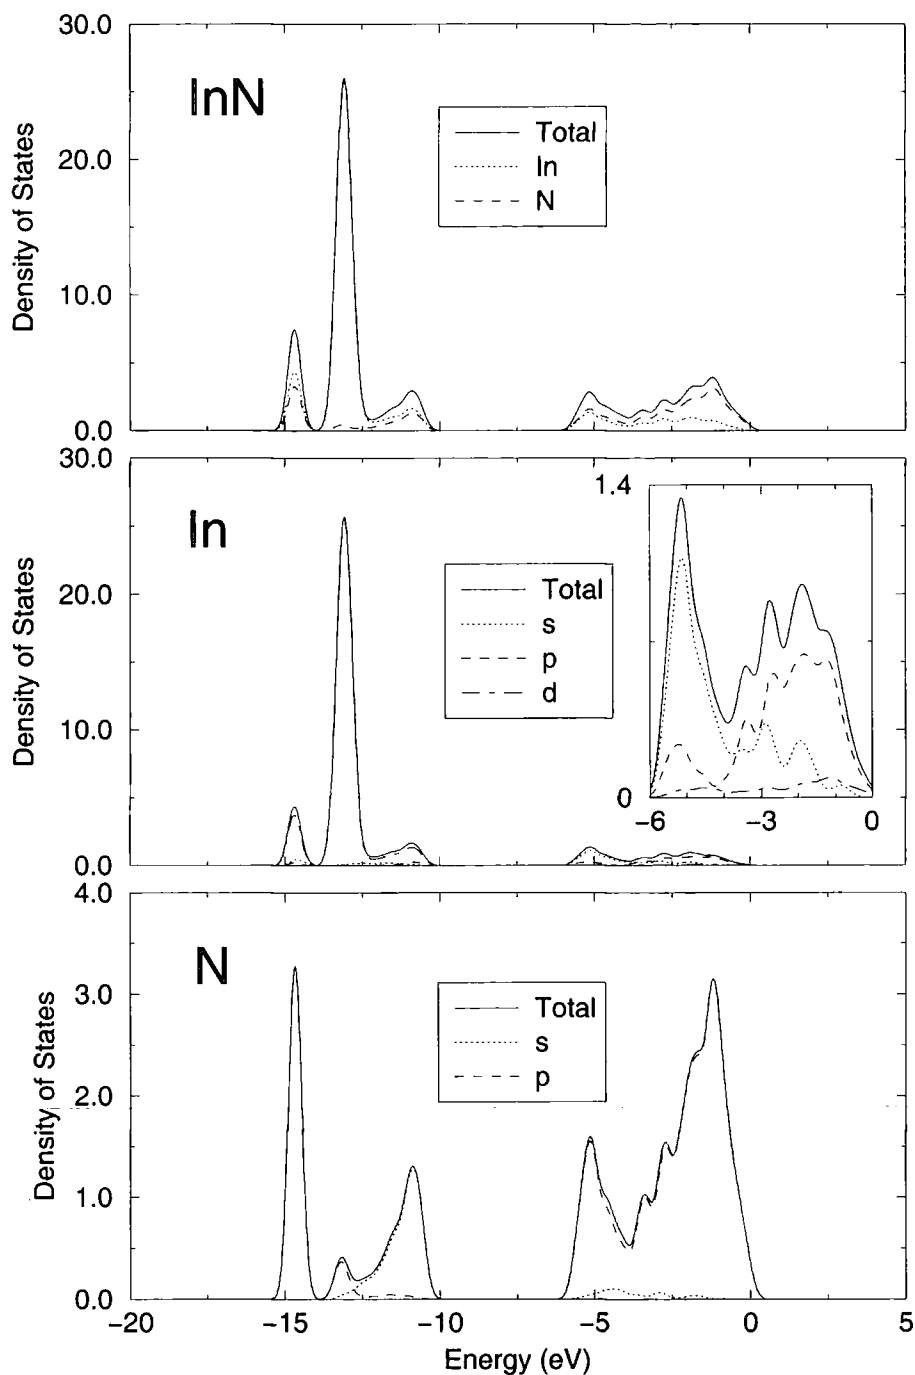 30.0
InN
Total
In
N
20.0
10.0
0.0
Density of States
30.0
In
Total
s
p
d
1.4
0
−6
−3
0
20.0
10.0
0.0
Density of States
4.0
N
Total
s
p
3.0
2.0
1.0
0.0
Density of States
−20
−15
−10
−5
0
5
Energy (eV)